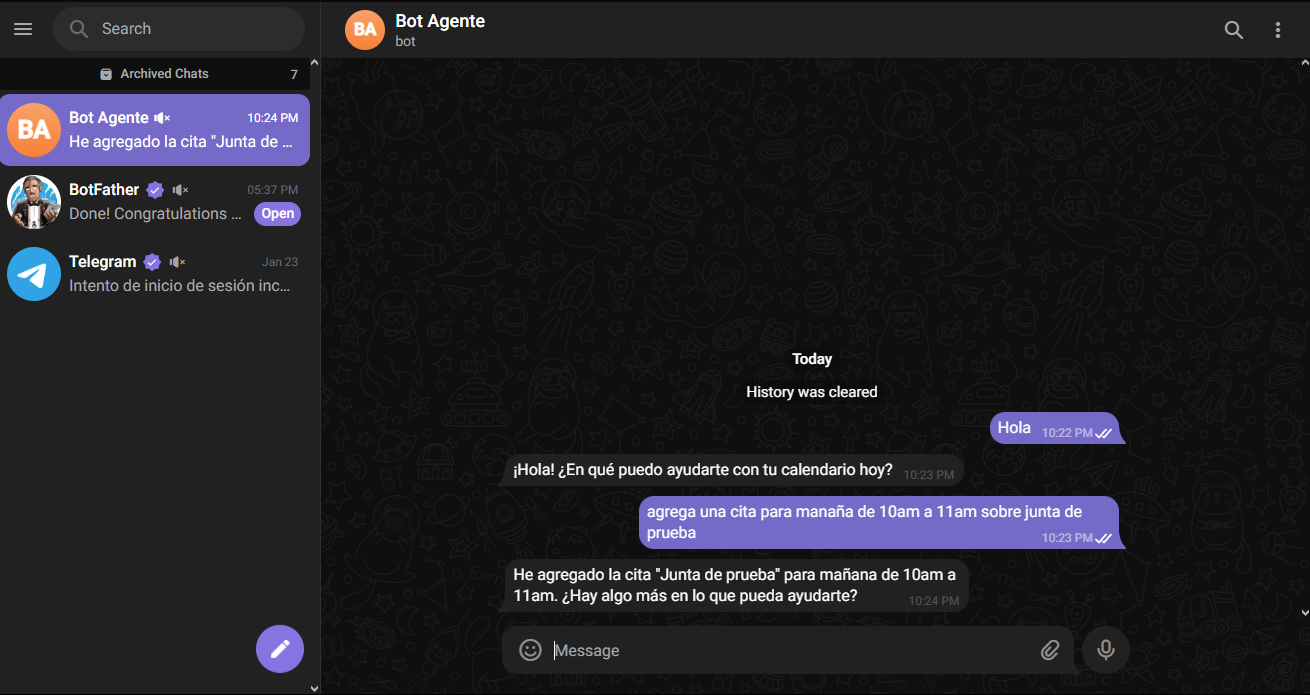 Search
Archived Chats 7
BA
Bot Agente 10:24 PM
He agregado la cita "Junta de ...
BotFather 05:37 PM
Done! Congratulations ... Open
Telegram Jan 23
Intento de inicio de sesión inc...
BA
Bot Agente
bot
Today
History was cleared
Hola 10:22 PM
¡Hola! ¿En qué puedo ayudarte con tu calendario hoy? 10:23 PM
agrega una cita para manaña de 10am a 11am sobre junta de
prueba 10:23 PM
He agregado la cita "Junta de prueba" para mañana de 10am a
11am. ¿Hay algo más en lo que pueda ayudarte? 10:24 PM
Message